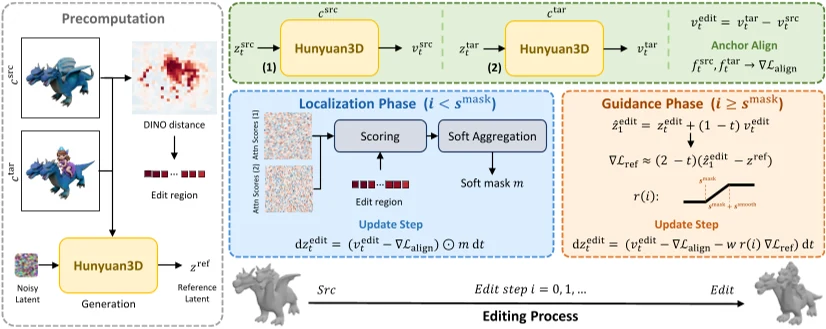 Precomputation
c^src
c^tar
DINO distance
Edit region
Hunyuan3D
Noisy
Latent
z^ref
Reference
Latent
Generation
c^src
z_t^src
Hunyuan3D
v_t^src
(1)
c^tar
z_t^tar
Hunyuan3D
v_t^tar
(2)
v_t^edit = v_t^tar − v_t^src
Anchor Align
f_t^src, f_t^tar → ∇ℒ_align
Localization Phase (i < s^mask)
Attn Scores (1)
Attn Scores (2)
Scoring
Soft Aggregation
Edit region
Soft mask m
Update Step
dz_t^edit = (v_t^edit − ∇ℒ_align) ⊙ m dt
Guidance Phase (i ≥ s^mask)
ẑ_1^edit = z_t^edit + (1 − t) v_t^edit
∇ℒ_ref ≈ (2 − t)(ẑ_1^edit − z^ref)
r(i):
s^mask
s^mask + s^smooth
Update Step
dz_t^edit = (v_t^edit − ∇ℒ_align − w r(i) ∇ℒ_ref) dt
Src
Edit step i = 0, 1, ...
Edit
Editing Process